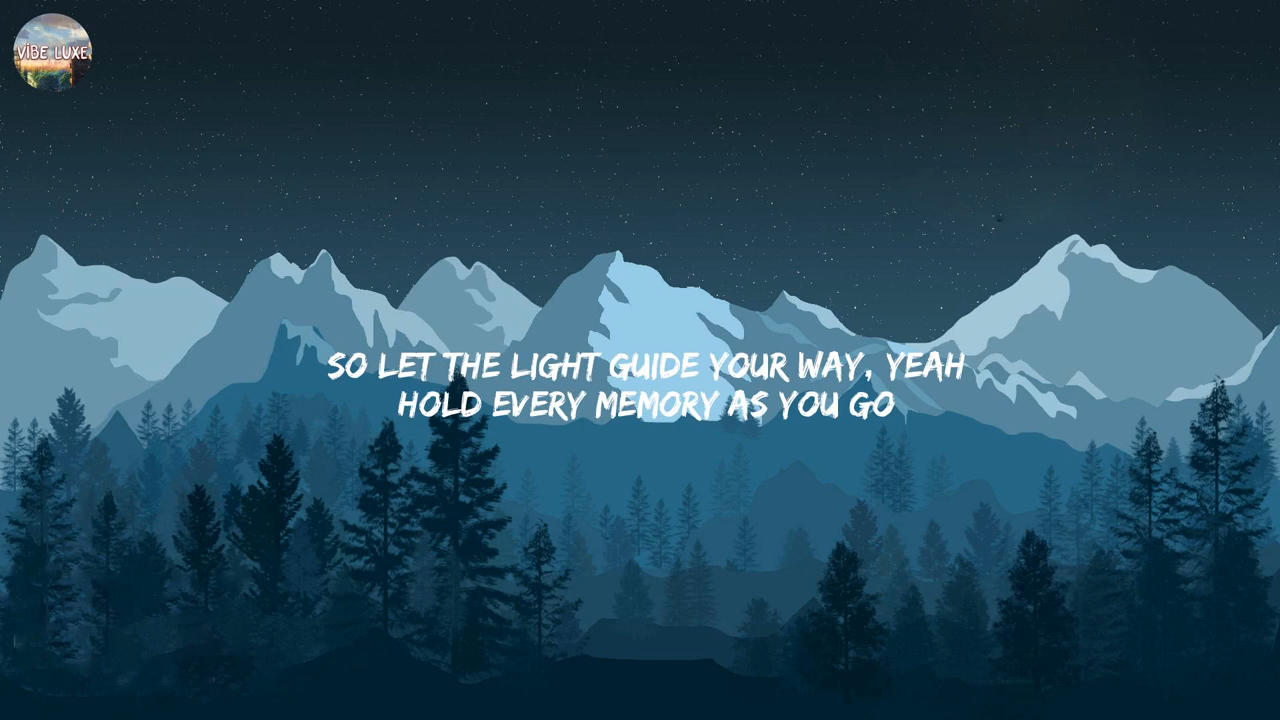 VIBE LUXE
SO LET THE LIGHT GUIDE YOUR WAY, YEAH
HOLD EVERY MEMORY AS YOU GO